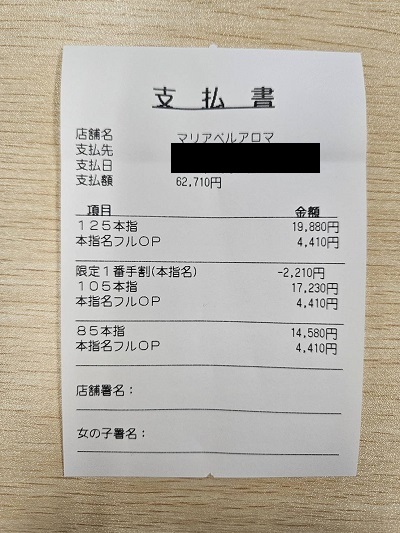 支払書
店舗名 マリアベルアロマ
支払先
支払日
支払額 62,710円
項目 金額
125本指 19,880円
本指名フルOP 4,410円
限定1番手割(本指名) -2,210円
105本指 17,230円
本指名フルOP 4,410円
85本指 14,580円
本指名フルOP 4,410円
店舗署名:
女の子署名: